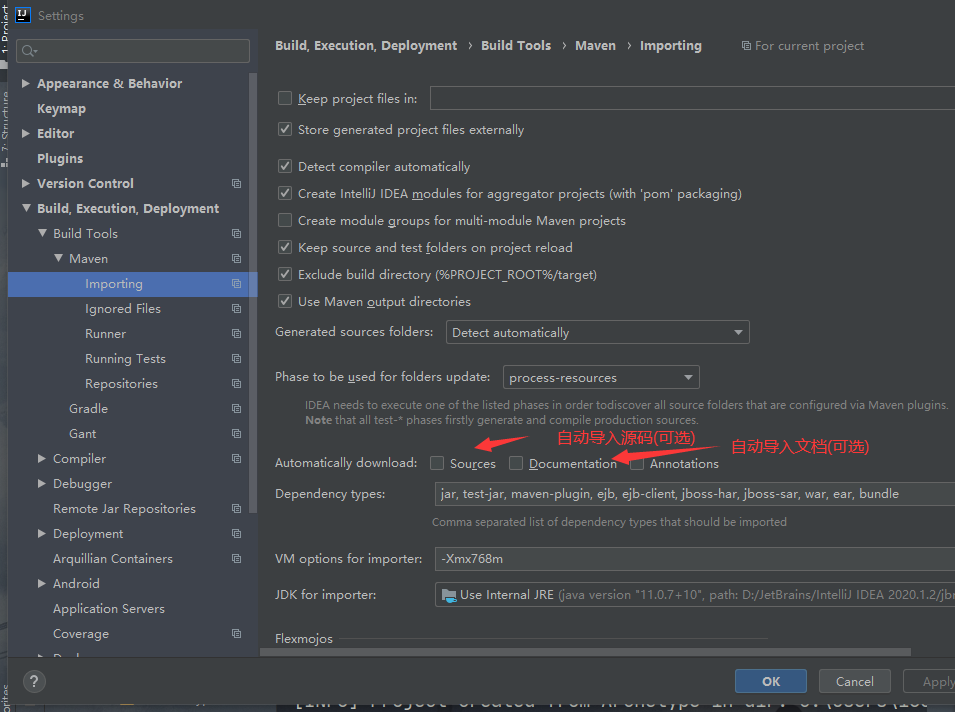 Settings
1: Project
7: Structure
Build, Execution, Deployment › Build Tools › Maven › Importing For current project
Appearance & Behavior
Keymap
Editor
Plugins
Version Control
Build, Execution, Deployment
Build Tools
Maven
Importing
Ignored Files
Runner
Running Tests
Repositories
Gradle
Gant
Compiler
Debugger
Remote Jar Repositories
Deployment
Arquillian Containers
Android
Application Servers
Coverage
Keep project files in:
Store generated project files externally
Detect compiler automatically
Create IntelliJ IDEA modules for aggregator projects (with 'pom' packaging)
Create module groups for multi-module Maven projects
Keep source and test folders on project reload
Exclude build directory (%PROJECT_ROOT%/target)
Use Maven output directories
Generated sources folders: Detect automatically
Phase to be used for folders update: process-resources
IDEA needs to execute one of the listed phases in order todiscover all source folders that are configured via Maven plugins.
Note that all test-* phases firstly generate and compile production sources.
自动导入源码(可选)
自动导入文档(可选)
Automatically download: Sources Documentation Annotations
Dependency types: jar, test-jar, maven-plugin, ejb, ejb-client, jboss-har, jboss-sar, war, ear, bundle
Comma separated list of dependency types that should be imported
VM options for importer: -Xmx768m
JDK for importer: Use Internal JRE (java version "11.0.7+10", path: D:/JetBrains/IntelliJ IDEA 2020.1.2/jbr
Flexmojos
? OK Cancel Apply